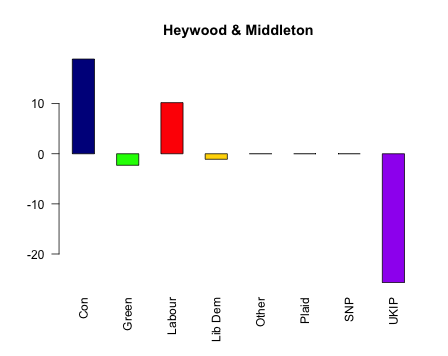 Heywood & Middleton
10
0
-10
-20
Con
Green
Labour
Lib Dem
Other
Plaid
SNP
UKIP